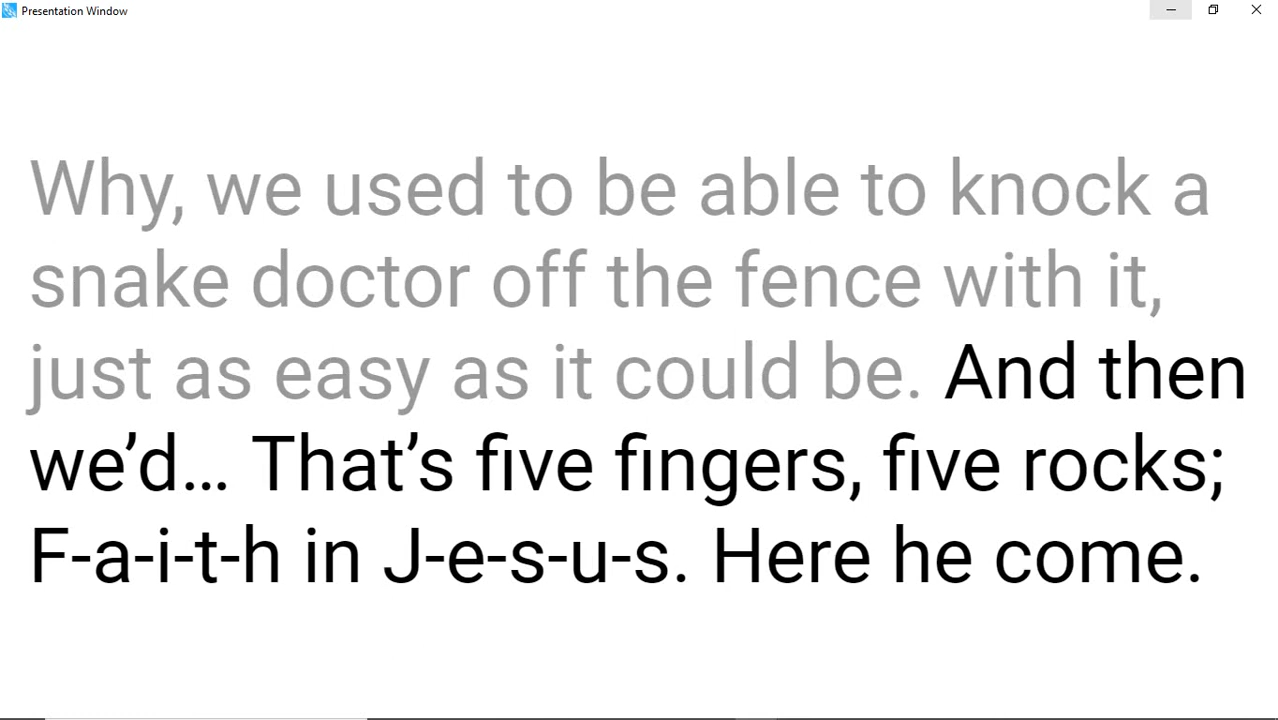 Presentation Window
Why, we used to be able to knock a
snake doctor off the fence with it,
just as easy as it could be. And then
we’d... That’s five fingers, five rocks;
F-a-i-t-h in J-e-s-u-s. Here he come.